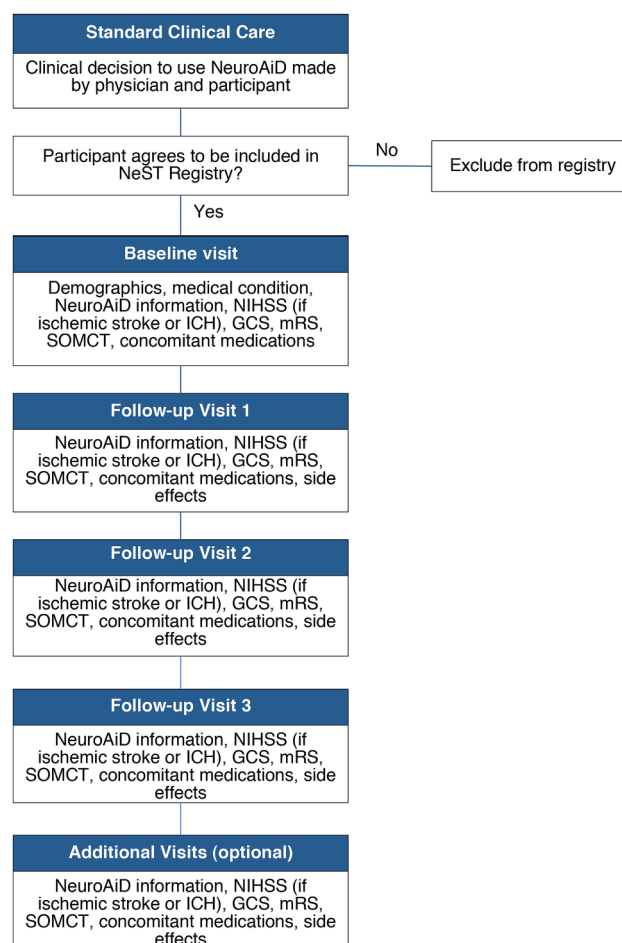 Standard Clinical Care
Clinical decision to use NeuroAiD made
by physician and participant
Participant agrees to be included in
NeST Registry?
No
Exclude from registry
Yes
Baseline visit
Demographics, medical condition,
NeuroAiD information, NIHSS (if
ischemic stroke or ICH), GCS, mRS,
SOMCT, concomitant medications
Follow-up Visit 1
NeuroAiD information, NIHSS (if
ischemic stroke or ICH), GCS, mRS,
SOMCT, concomitant medications, side
effects
Follow-up Visit 2
NeuroAiD information, NIHSS (if
ischemic stroke or ICH), GCS, mRS,
SOMCT, concomitant medications, side
effects
Follow-up Visit 3
NeuroAiD information, NIHSS (if
ischemic stroke or ICH), GCS, mRS,
SOMCT, concomitant medications, side
effects
Additional Visits (optional)
NeuroAiD information, NIHSS (if
ischemic stroke or ICH), GCS, mRS,
SOMCT, concomitant medications, side
effects